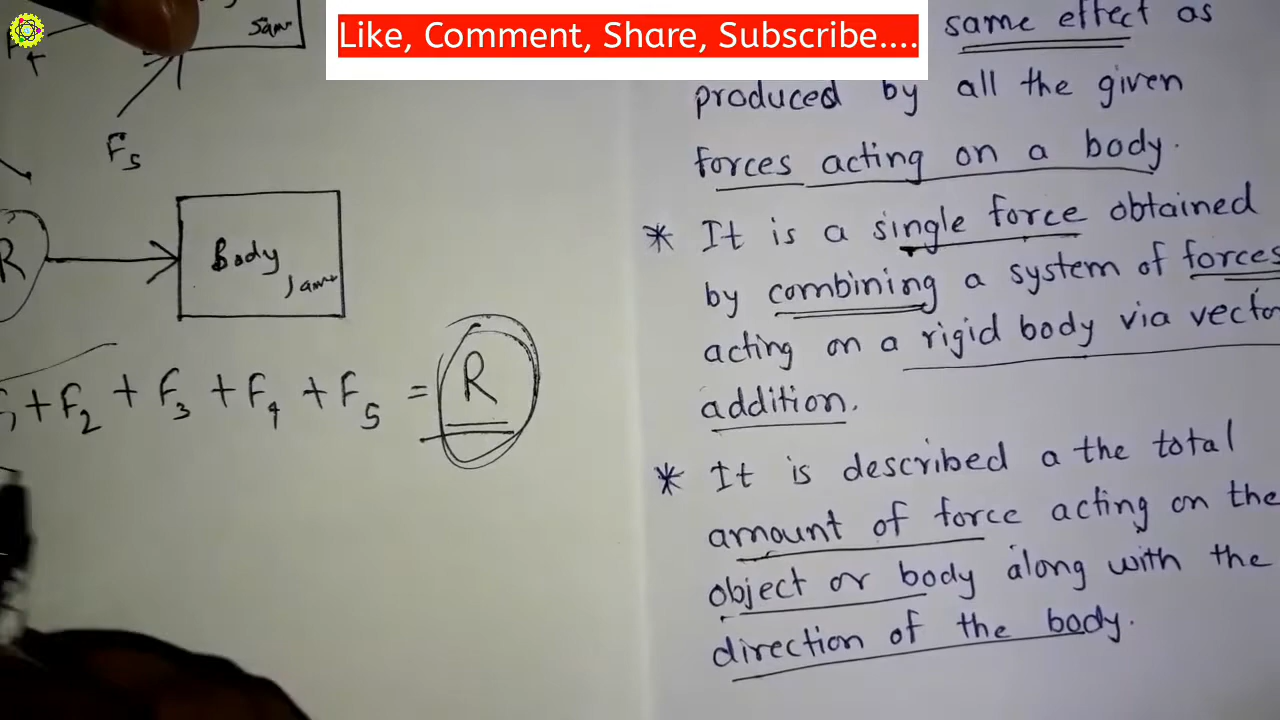 Like, Comment, Share, Subscribe....
Same
F4
F5
R
Body
Same
+ F2 + F3 + F4 + F5 = R
same effect as
produced by all the given
forces acting on a body.
* It is a single force obtained
by combining a system of forces
acting on a rigid body via vector
addition.
* It is described a the total
amount of force acting on the
object or body along with the
direction of the body.